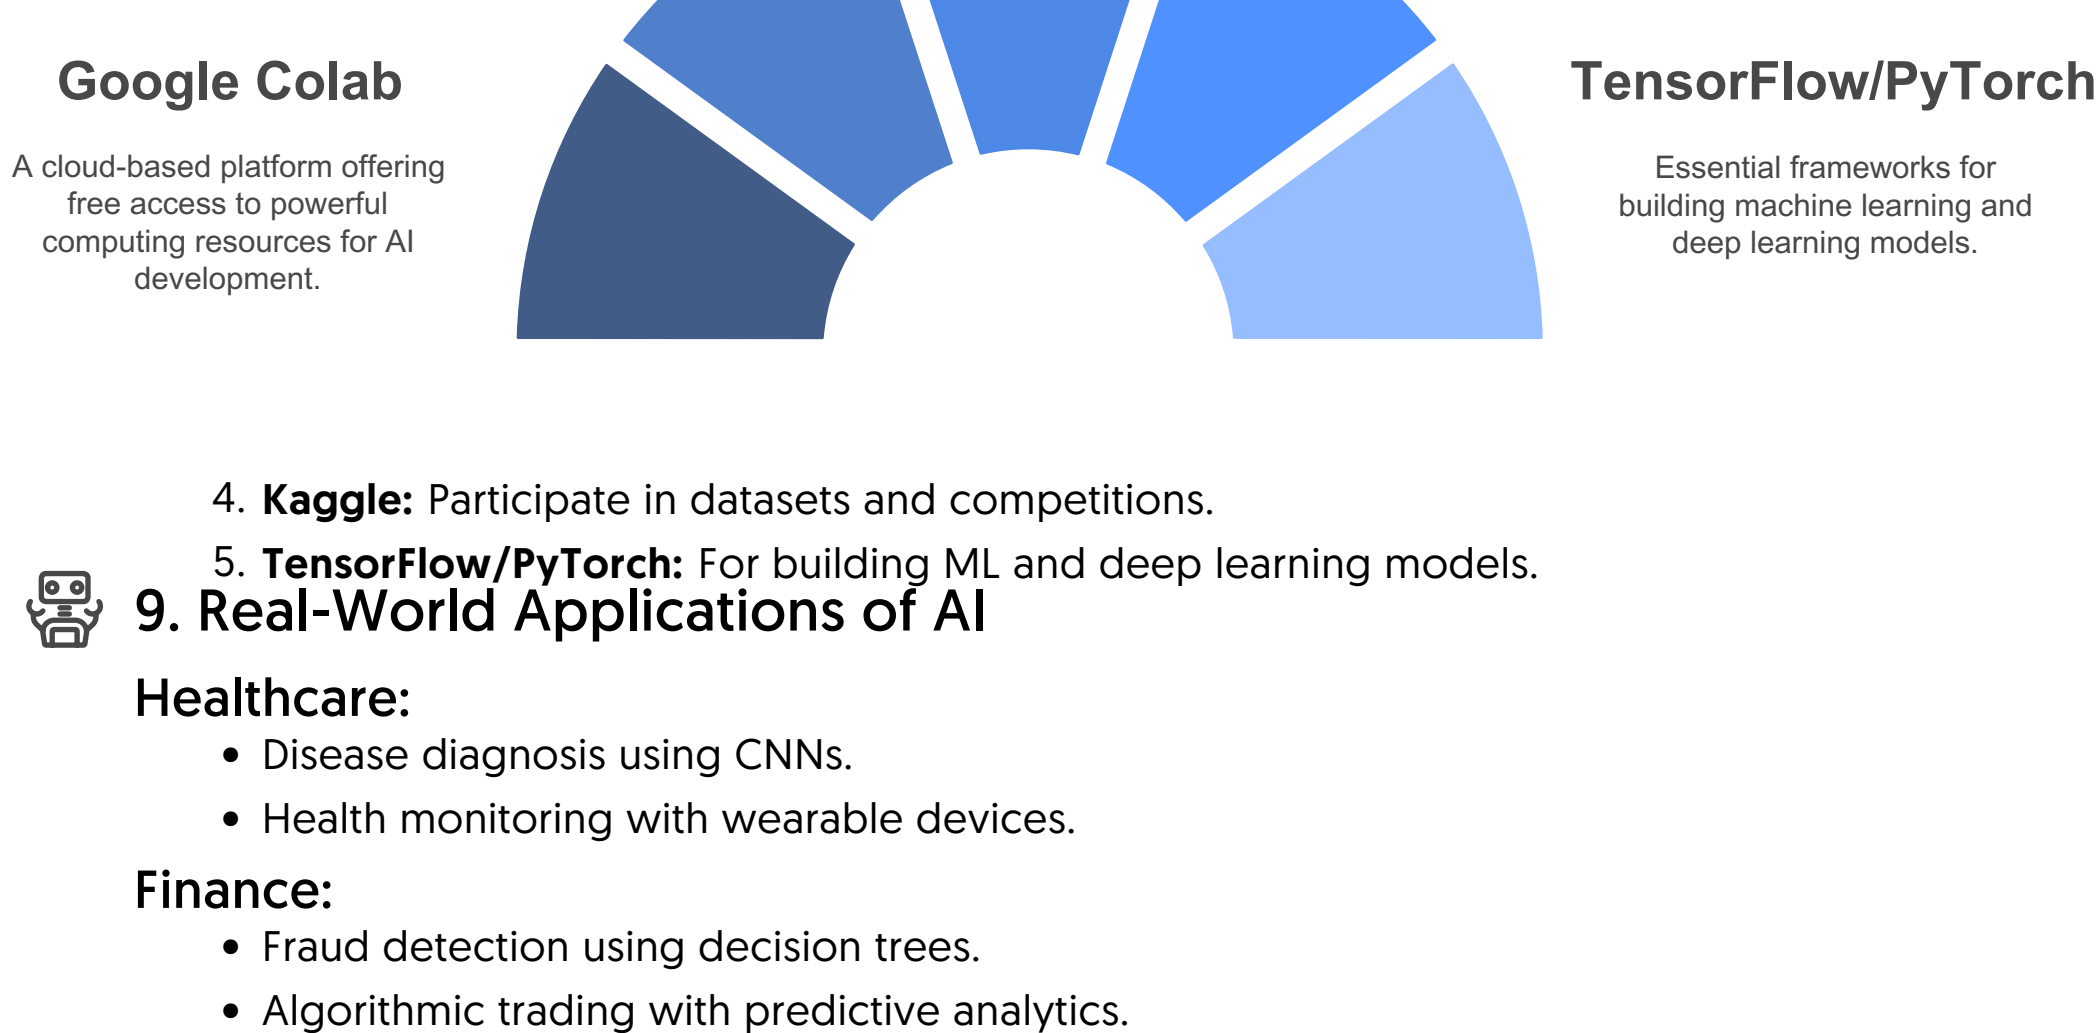 Google Colab
A cloud-based platform offering
free access to powerful
computing resources for AI
development.
TensorFlow/PyTorch
Essential frameworks for
building machine learning and
deep learning models.
4. Kaggle: Participate in datasets and competitions.
5. TensorFlow/PyTorch: For building ML and deep learning models.
9. Real-World Applications of AI
Healthcare:
• Disease diagnosis using CNNs.
• Health monitoring with wearable devices.
Finance:
• Fraud detection using decision trees.
• Algorithmic trading with predictive analytics.